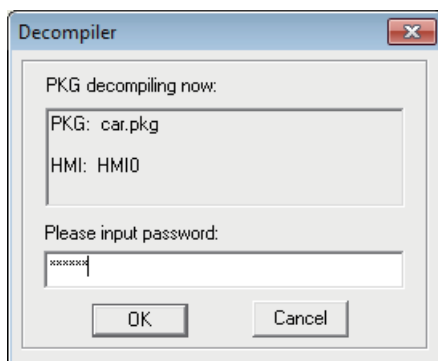 Decompiler
PKG decompiling now:
PKG: car.pkg
HMI: HMI0
Please input password:
******
OK
Cancel